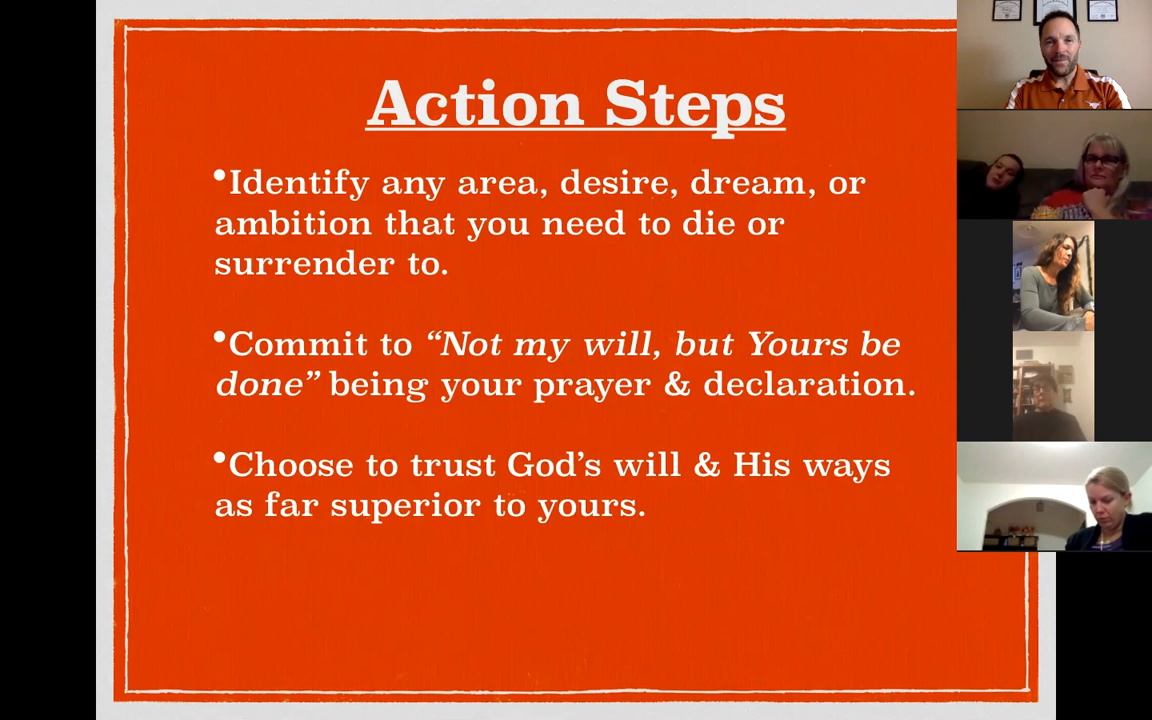 Action Steps
•Identify any area, desire, dream, or
ambition that you need to die or
surrender to.
•Commit to “Not my will, but Yours be
done” being your prayer & declaration.
•Choose to trust God’s will & His ways
as far superior to yours.